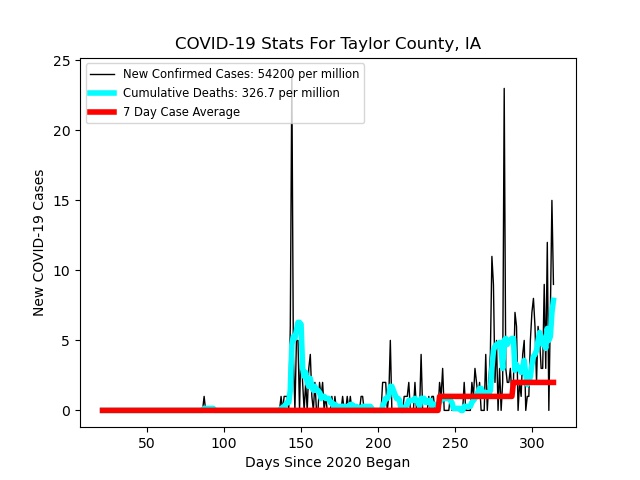 COVID-19 Stats For Taylor County, IA
New Confirmed Cases: 54200 per million
Cumulative Deaths: 326.7 per million
7 Day Case Average
25
20
15
10
5
0
New COVID-19 Cases
50 100 150 200 250 300
Days Since 2020 Began